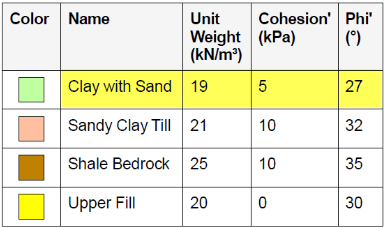 Color Name Unit Weight (kN/m³) Cohesion' (kPa) Phi' (°)
Clay with Sand 19 5 27
Sandy Clay Till 21 10 32
Shale Bedrock 25 10 35
Upper Fill 20 0 30